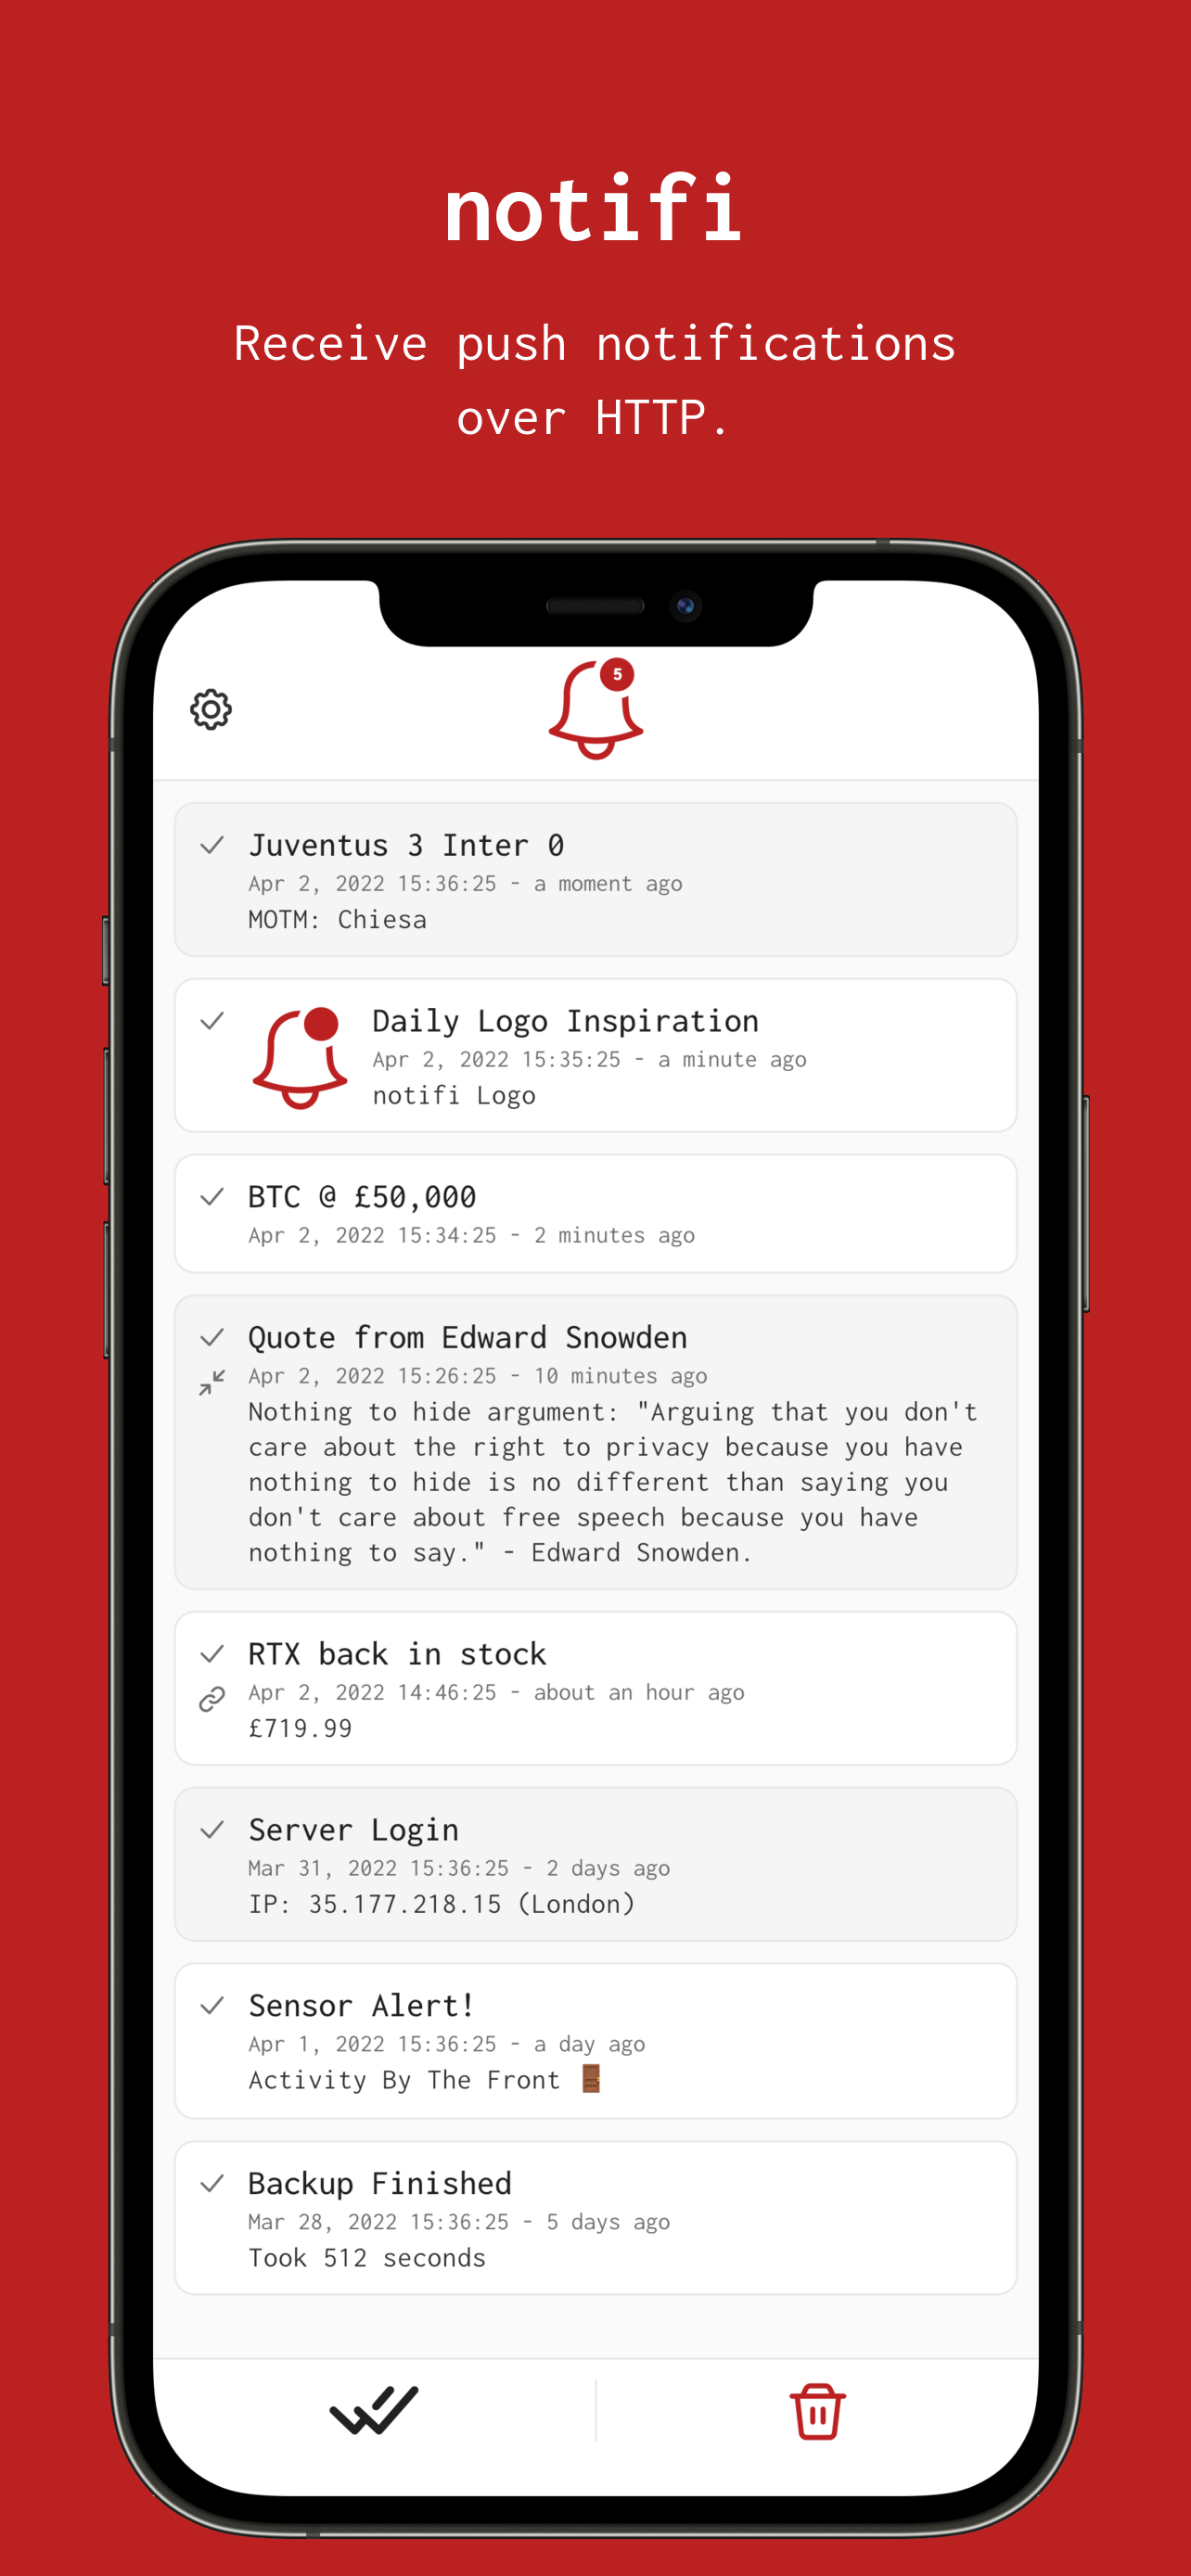 notifi
Receive push notifications
over HTTP.
5
Juventus 3 Inter 0
Apr 2, 2022 15:36:25 - a moment ago
MOTM: Chiesa
Daily Logo Inspiration
Apr 2, 2022 15:35:25 - a minute ago
notifi Logo
BTC @ £50,000
Apr 2, 2022 15:34:25 - 2 minutes ago
Quote from Edward Snowden
Apr 2, 2022 15:26:25 - 10 minutes ago
Nothing to hide argument: "Arguing that you don't
care about the right to privacy because you have
nothing to hide is no different than saying you
don't care about free speech because you have
nothing to say." - Edward Snowden.
RTX back in stock
Apr 2, 2022 14:46:25 - about an hour ago
£719.99
Server Login
Mar 31, 2022 15:36:25 - 2 days ago
IP: 35.177.218.15 (London)
Sensor Alert!
Apr 1, 2022 15:36:25 - a day ago
Activity By The Front 🚪
Backup Finished
Mar 28, 2022 15:36:25 - 5 days ago
Took 512 seconds